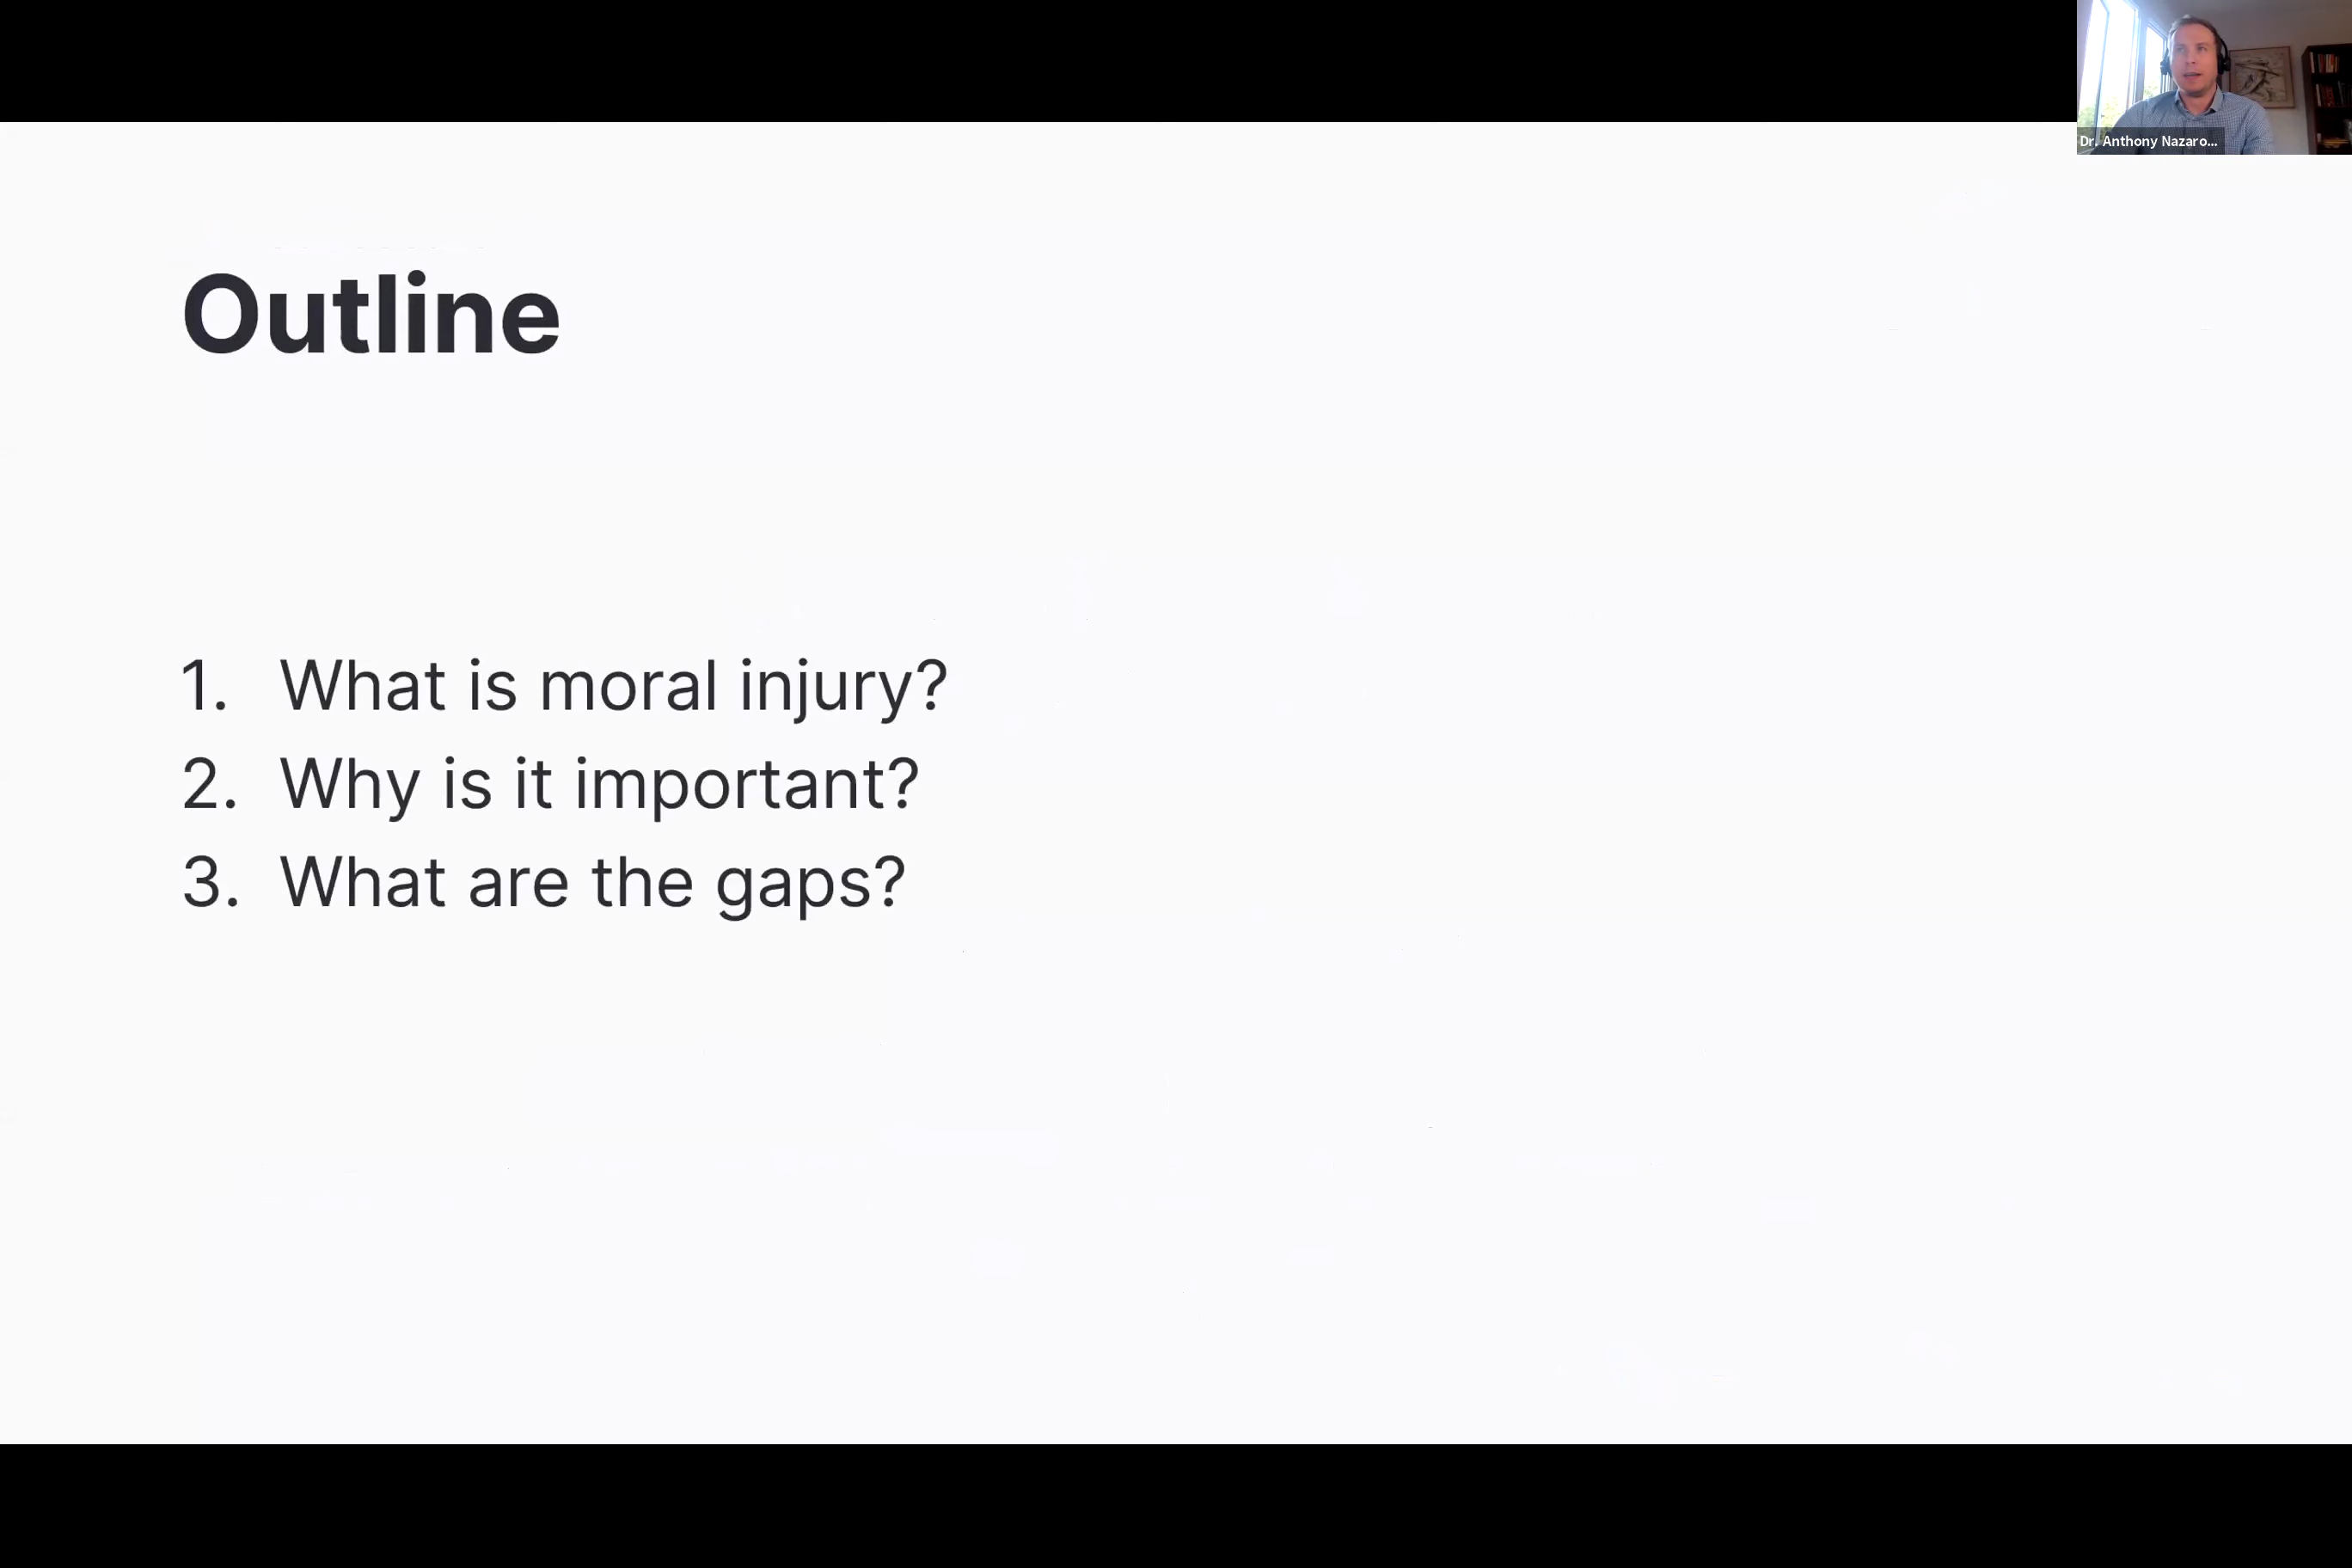 Dr. Anthony Nazaro...
Outline
1. What is moral injury?
2. Why is it important?
3. What are the gaps?